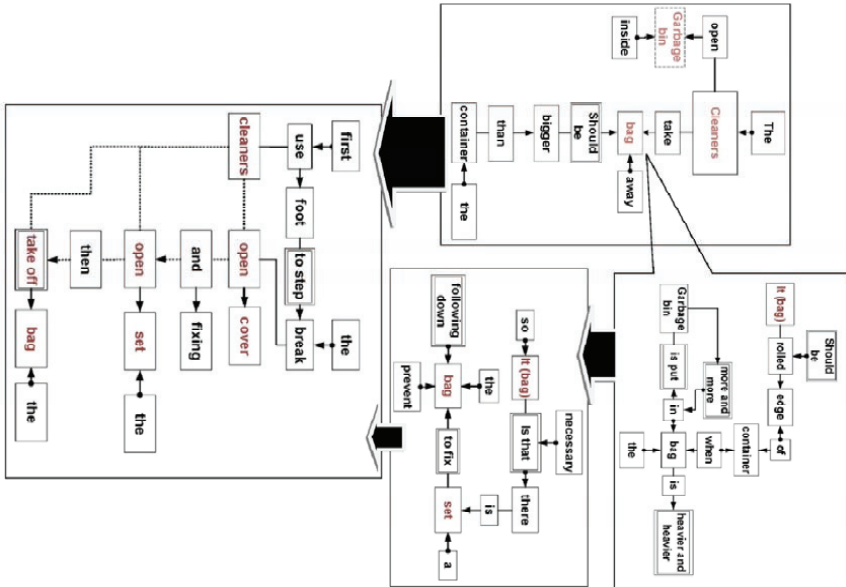 The
Cleaners
open
Garbage
bin
inside
take
bag
away
Should
be
bigger
than
container
the
Should
be
It (bag)
rolled
edge
of
container
when
Garbage
bin
more and
more
is put
in
bag
the
is
heavier and
heavier
necessary
so
It (bag)
Is that
there
is
the
following
down
bag
prevent
to fix
set
a
first
use
foot
to step
break
the
cleaners
open
cover
and
fixing
open
set
the
then
take off
bag
the